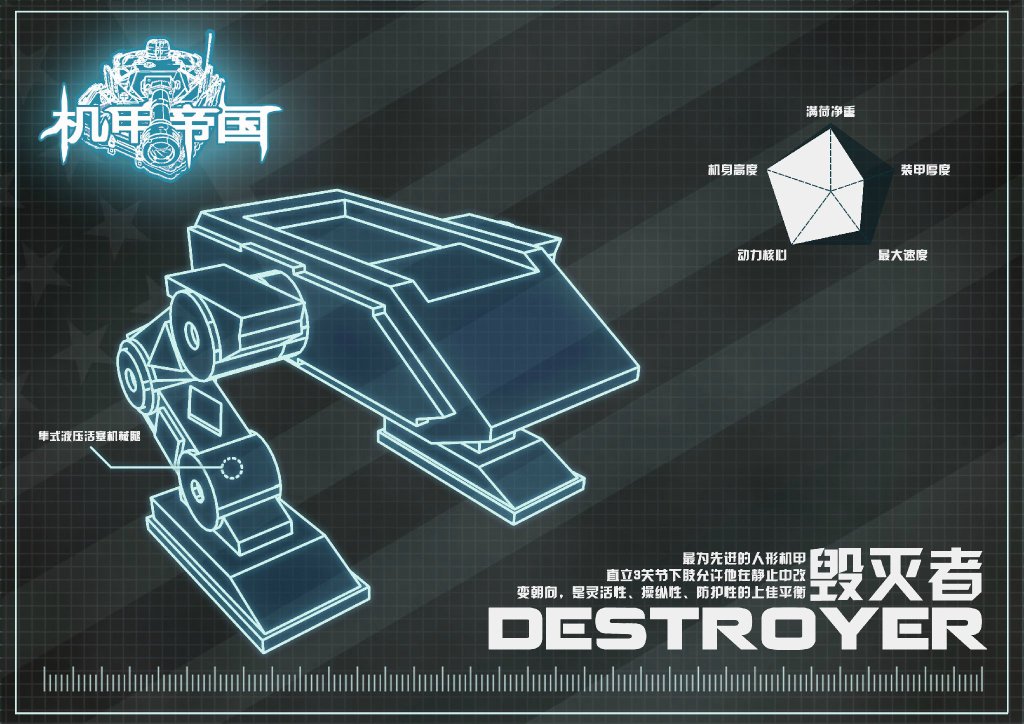 机甲帝国
满荷净重
机身高度
装甲厚度
动力核心
最大速度
隼式液压活塞机械腿
最为先进的人形机甲
直立3关节下肢允许他在静止中改
变朝向，是灵活性、操纵性、防护性的上佳平衡
毁灭者
DESTROYER